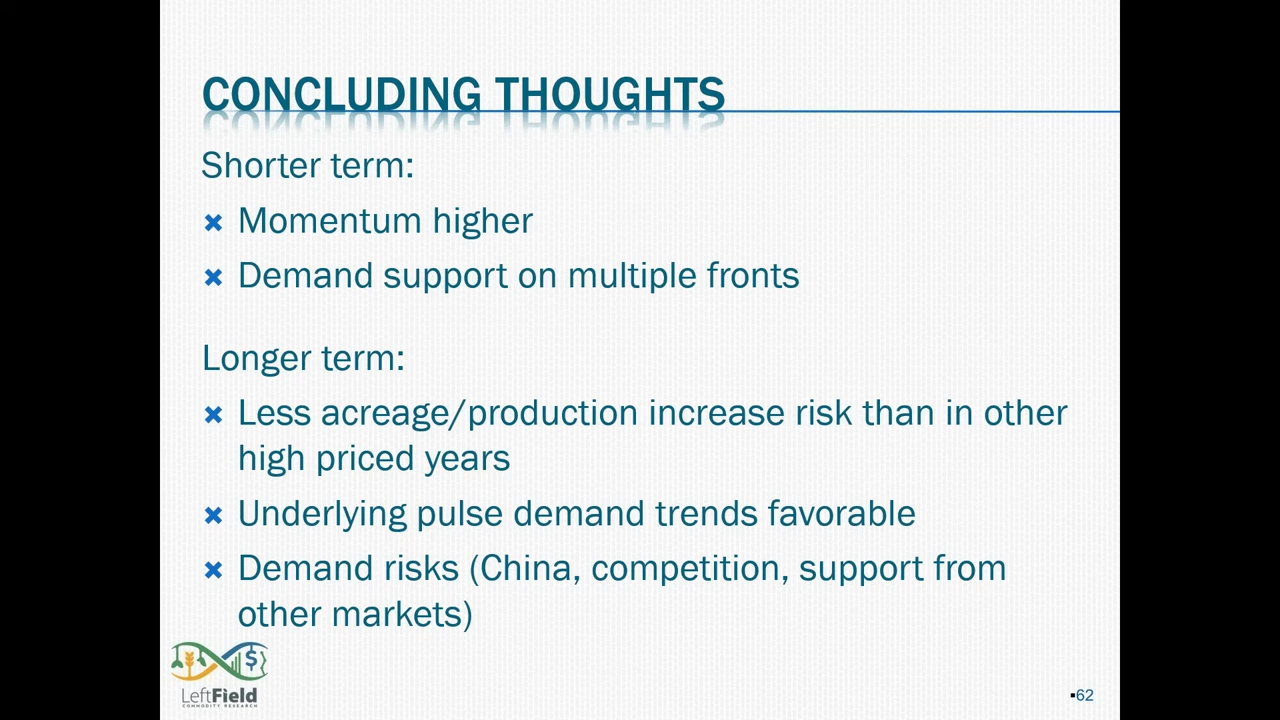 CONCLUDING THOUGHTS
Shorter term:
Momentum higher
Demand support on multiple fronts
Longer term:
Less acreage/production increase risk than in other
high priced years
Underlying pulse demand trends favorable
Demand risks (China, competition, support from
other markets)
$
LeftField
COMMODITY RESEARCH
62